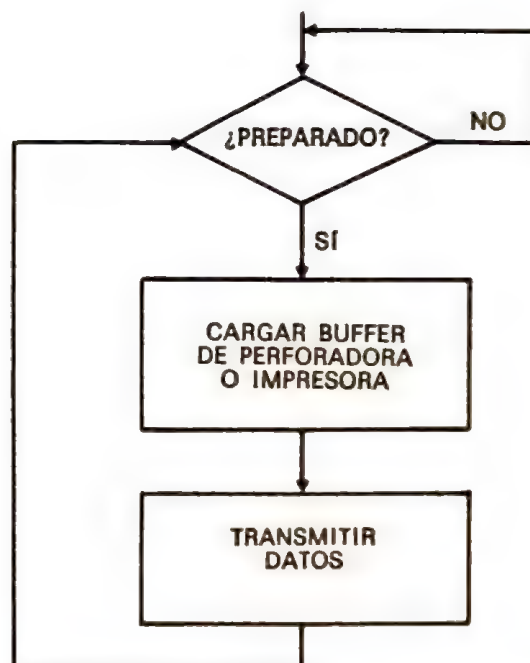 ¿PREPARADO?
NO
SÍ
CARGAR BUFFER
DE PERFORADORA
O IMPRESORA
TRANSMITIR
DATOS